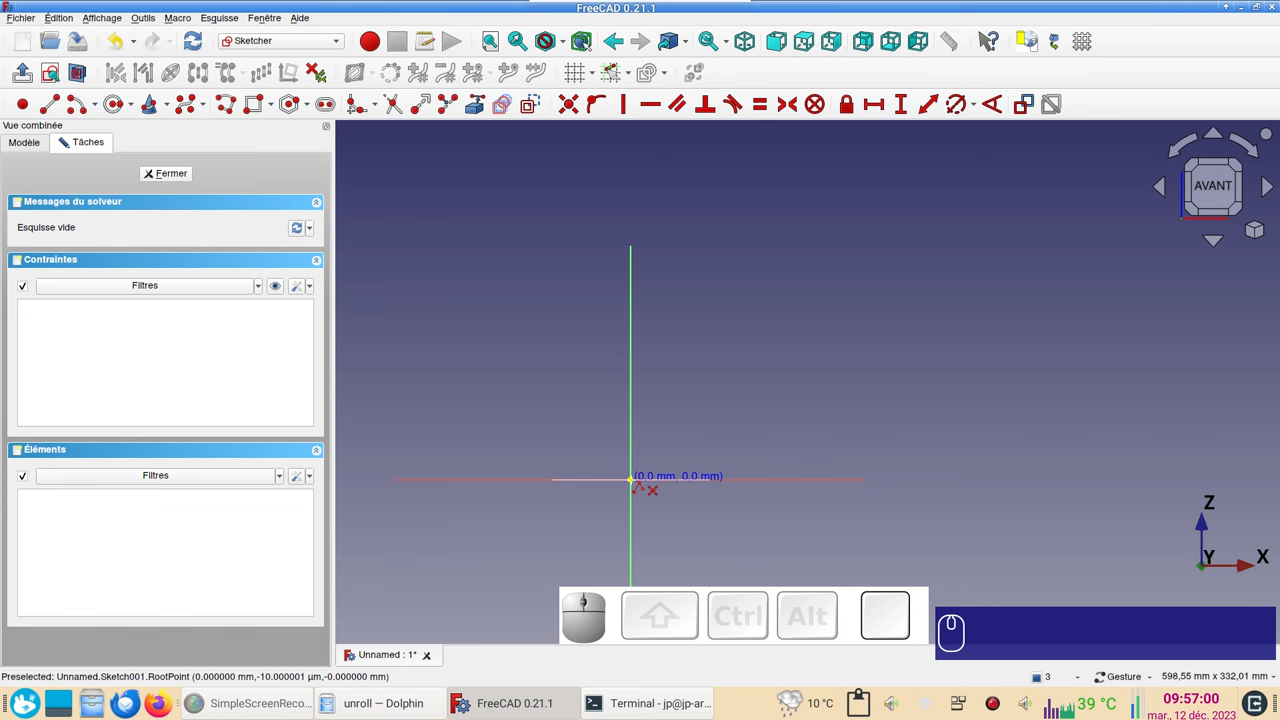 FreeCAD 0.21.1
Fichier Édition Affichage Outils Macro Esquisse Fenêtre Aide
Sketcher
Vue combinée
Modèle Tâches
Fermer
Messages du solveur
Esquisse vide
Contraintes
Filtres
Éléments
Filtres
AVANT
(0,0 mm, 0,0 mm)
Z
Y X
Ctrl Alt
Unnamed : 1*
Preselected: Unnamed.Sketch001.RootPoint (0.000000 mm,-10.000001 µm,-0.000000 mm)
3 Gesture 598,55 mm x 332,01 mm
SimpleScreenReco... unroll — Dolphin FreeCAD 0.21.1 Terminal - jp@jp-ar... 10 °C 39 °C 09:57:00
mar., 12 déc. 2023